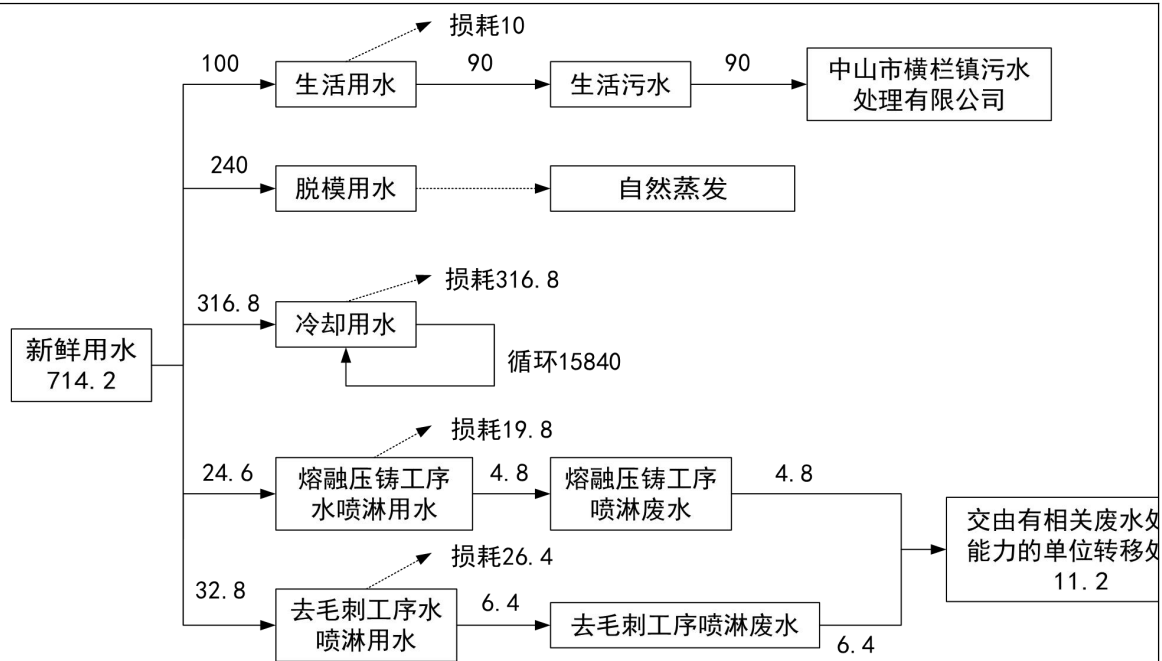 损耗10
100
生活用水
90
生活污水
90
中山市横栏镇污水
处理有限公司
240
脱模用水
自然蒸发
损耗316.8
316.8
冷却用水
循环15840
新鲜用水
714.2
损耗19.8
24.6
熔融压铸工序
水喷淋用水
4.8
熔融压铸工序
喷淋废水
4.8
交由有相关废水处
能力的单位转移处
11.2
损耗26.4
32.8
去毛刺工序水
喷淋用水
6.4
去毛刺工序喷淋废水
6.4